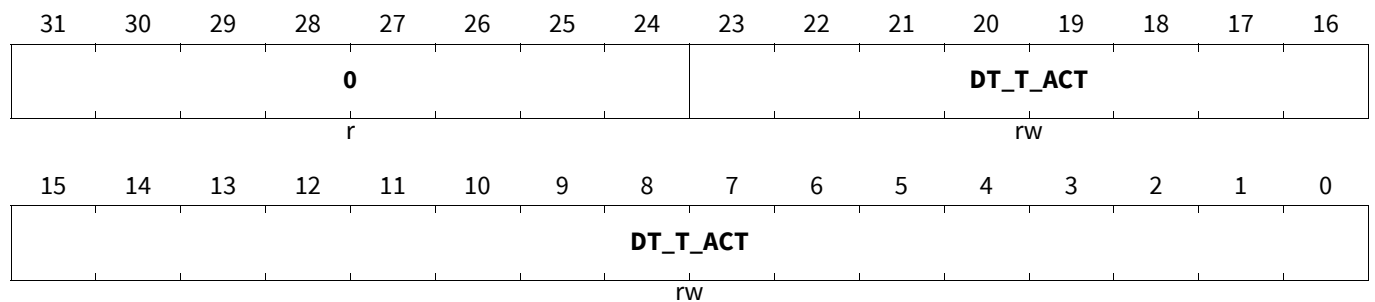 31 30 29 28 27 26 25 24 23 22 21 20 19 18 17 16
0 DT_T_ACT
r rw
15 14 13 12 11 10 9 8 7 6 5 4 3 2 1 0
DT_T_ACT
rw